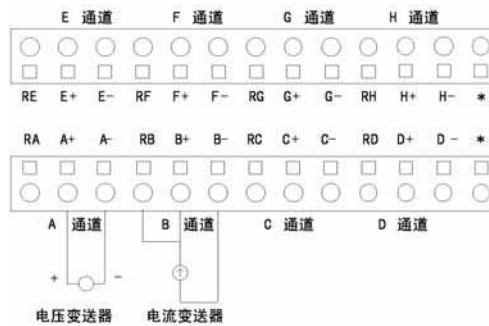 E 通道 F 通道 G 通道 H 通道
RE E+ E- RF F+ F- RG G+ G- RH H+ H- *
RA A+ A- RB B+ B- RC C+ C- RD D+ D- *
A 通道 B 通道 C 通道 D 通道
+ -
电压变送器 电流变送器